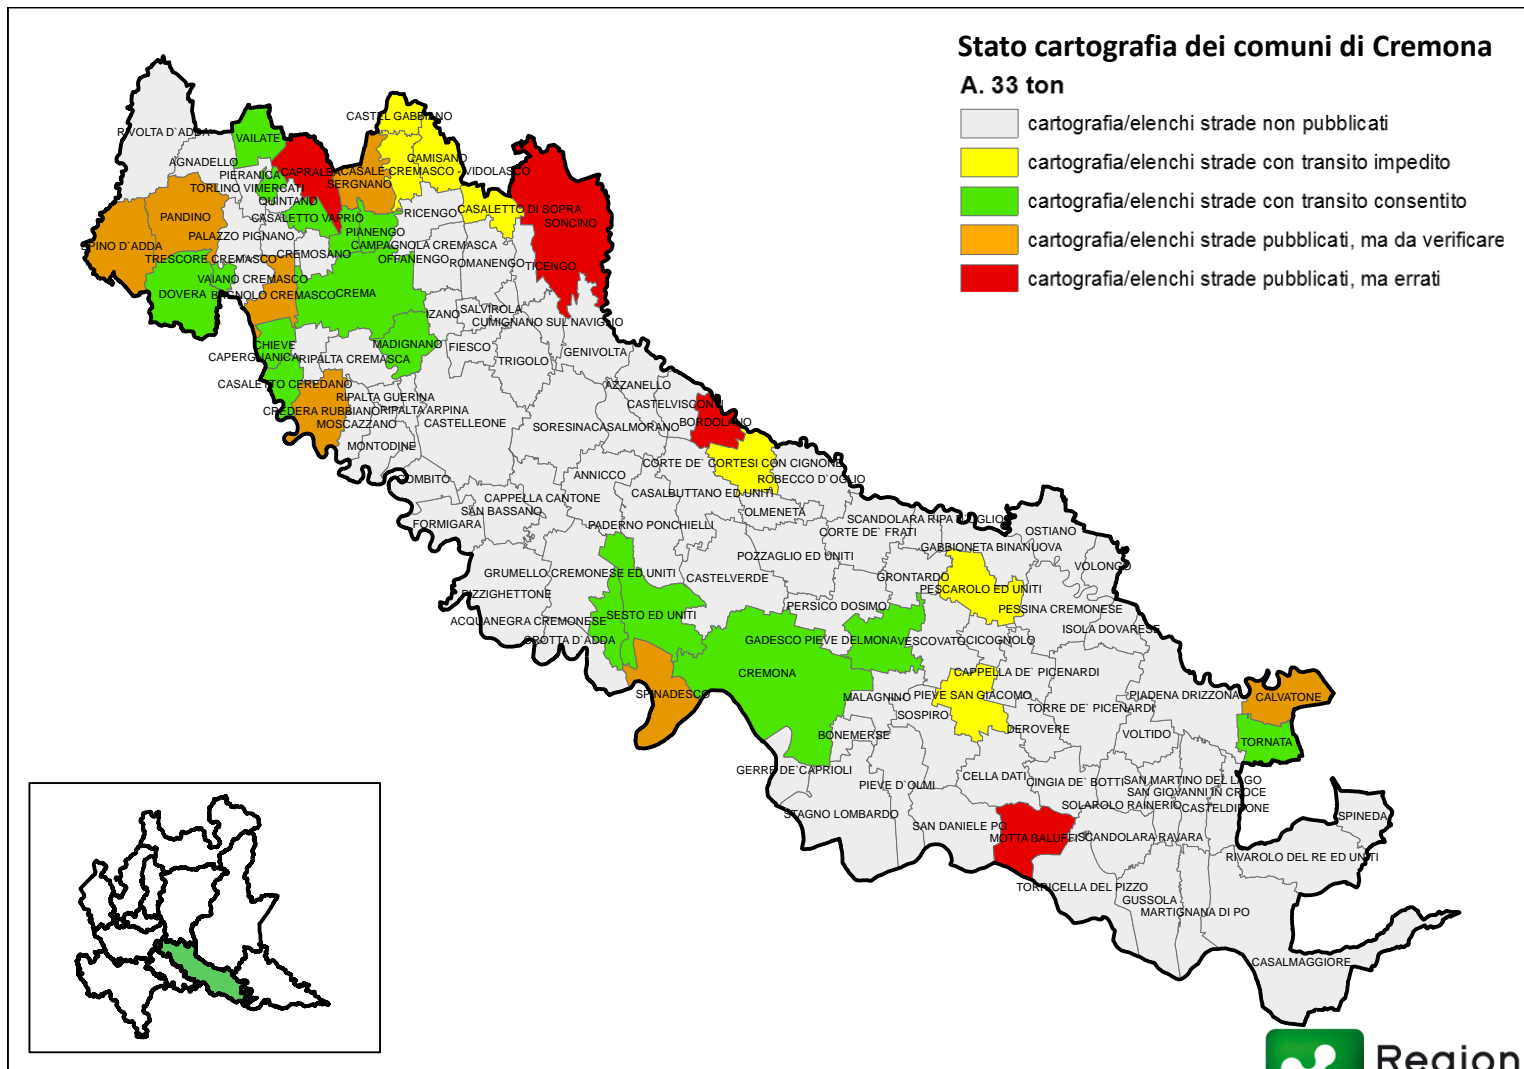 Stato cartografia dei comuni di Cremona
A. 33 ton
cartografia/elenchi strade non pubblicati
cartografia/elenchi strade con transito impedito
cartografia/elenchi strade con transito consentito
cartografia/elenchi strade pubblicati, ma da verificare
cartografia/elenchi strade pubblicati, ma errati
CASTEL GABBIANO
RIVOLTA D`ADDA
VAILATE
AGNADELLO
CAMISANO
PIERANICA
CAPRALBA
CASALE CREMASCO - VIDOLASCO
SERGNANO
TORLINO VIMERCATI
QUINTANO
PANDINO
CASALETTO VAPRIO
RICENGO
CASALETTO DI SOPRA
SONCINO
PIANENGO
PALAZZO PIGNANO
SPINO D`ADDA
CAMPAGNOLA CREMASCA
CREMOSANO
TRESCORE CREMASCO
OFFANENGO
ROMANENGO
TICENGO
VAIANO CREMASCO
DOVERA
BAGNOLO CREMASCO
CREMA
IZANO
SALVIROLA
CUMIGNANO SUL NAVIGLIO
CHIEVE
MADIGNANO
FIESCO
GENIVOLTA
CAPERGNANICA
RIPALTA CREMASCA
TRIGOLO
CASALETTO CEREDANO
AZZANELLO
RIPALTA GUERINA
CASTELVISCONTI
CREDERA RUBBIANO
RIPALTA ARPINA
MOSCAZZANO
CASTELLEONE
SORESINA
CASALMORANO
BORDOLANO
MONTODINE
CORTE DE` CORTESI CON CIGNONE
GOMBITO
ANNICCO
ROBECCO D`OGLIO
CAPPELLA CANTONE
CASALBUTTANO ED UNITI
SAN BASSANO
OLMENETA
FORMIGARA
PADERNO PONCHIELLI
SCANDOLARA RIPA D`OGLIO
CORTE DE` FRATI
OSTIANO
GABBIONETA BINANUOVA
POZZAGLIO ED UNITI
VOLONGO
GRUMELLO CREMONESE ED UNITI
CASTELVERDE
GRONTARDO
PESCAROLO ED UNITI
PIZZIGHETTONE
PERSICO DOSIMO
PESSINA CREMONESE
ACQUANEGRA CREMONESE
SESTO ED UNITI
ISOLA DOVARESE
CROTTA D`ADDA
GADESCO PIEVE DELMONA
VESCOVATO
CICOGNOLO
CREMONA
CAPPELLA DE` PICENARDI
SPINADESCO
MALAGNINO
PIEVE SAN GIACOMO
PIADENA DRIZZONA
CALVATONE
TORRE DE` PICENARDI
SOSPIRO
DEROVERE
BONEMERSE
VOLTIDO
TORNATA
GERRE DE`CAPRIOLI
CELLA DATI
CINGIA DE` BOTTI
SAN MARTINO DEL LAGO
PIEVE D`OLMI
SAN GIOVANNI IN CROCE
SOLAROLO RAINERIO
CASTELDIDONE
STAGNO LOMBARDO
SPINEDA
SAN DANIELE PO
MOTTA BALUFFI
SCANDOLARA RAVARA
RIVAROLO DEL RE ED UNITI
TORRICELLA DEL PIZZO
GUSSOLA
MARTIGNANA DI PO
CASALMAGGIORE
Region